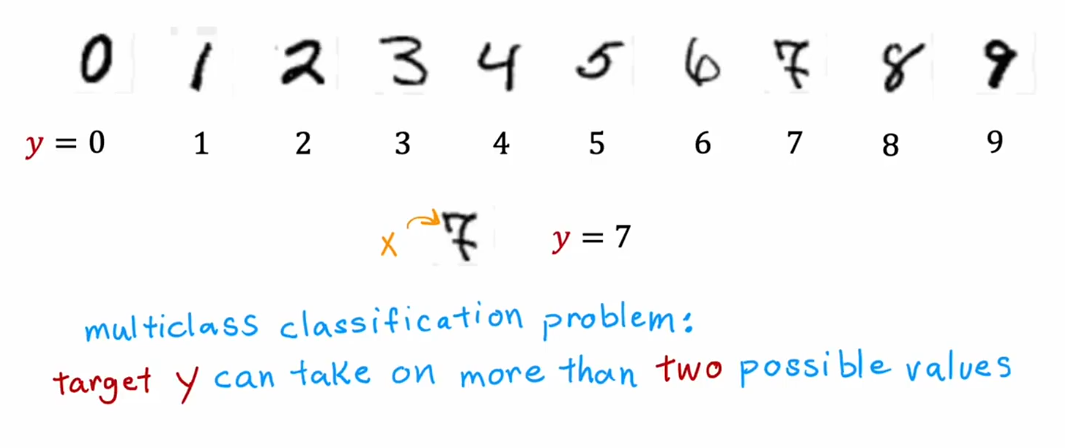 0 1 2 3 4 5 6 7 8 9
y = 0 1 2 3 4 5 6 7 8 9
x 7 y = 7
multiclass classification problem:
target y can take on more than two possible values